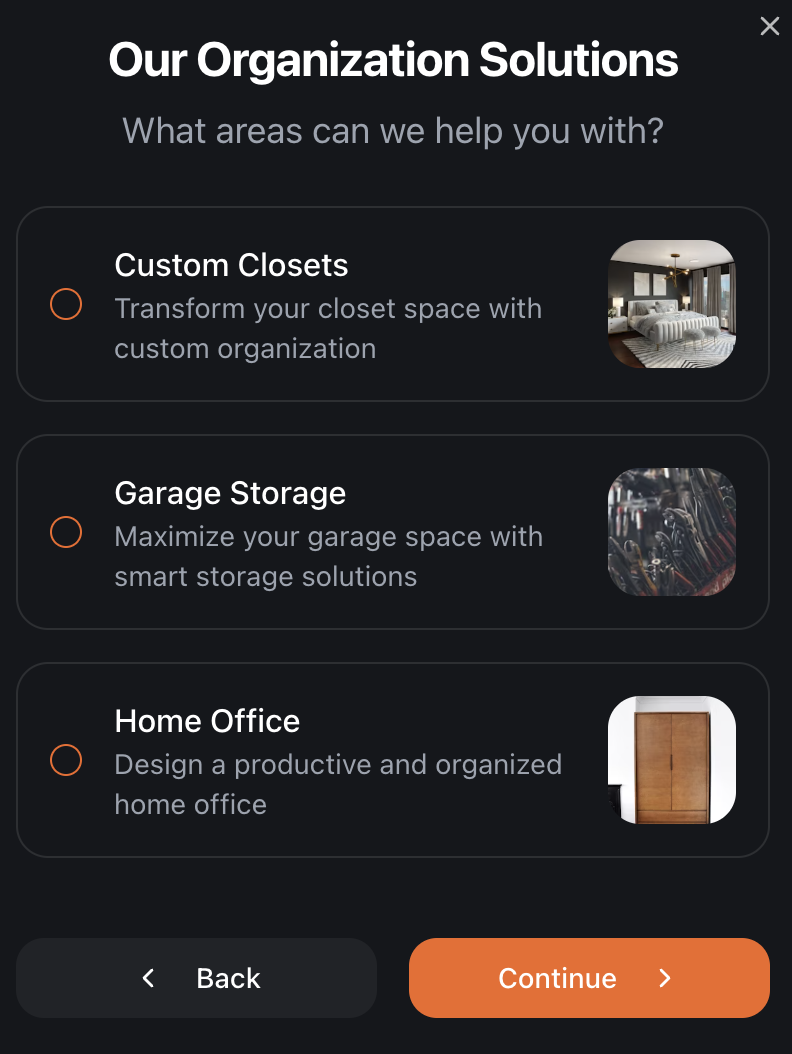 Our Organization Solutions
What areas can we help you with?
Custom Closets
Transform your closet space with
custom organization
Garage Storage
Maximize your garage space with
smart storage solutions
Home Office
Design a productive and organized
home office
Back
Continue